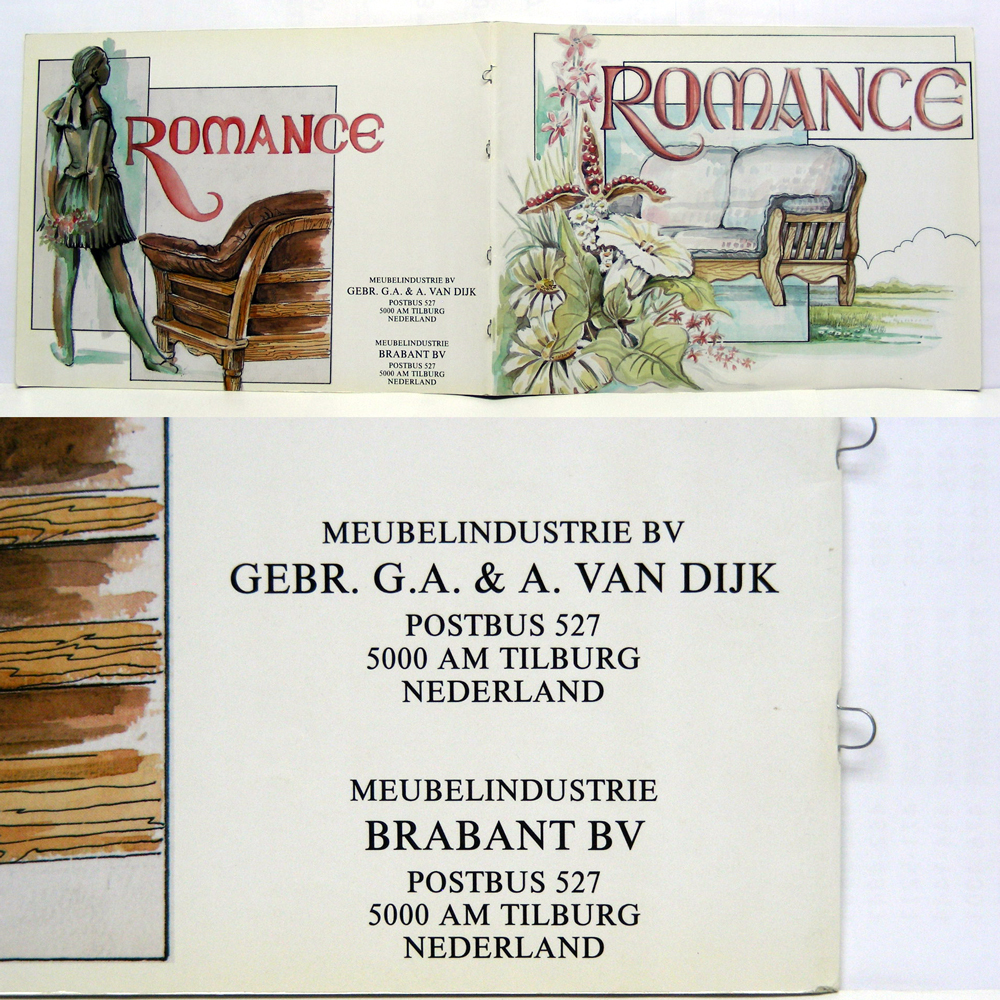 ROMANCE
MEUBELINDUSTRIE BV
GEBR. G.A. & A. VAN DIJK
POSTBUS 527
5000 AM TILBURG
NEDERLAND
MEUBELINDUSTRIE
BRABANT BV
POSTBUS 527
5000 AM TILBURG
NEDERLAND
ROMANCE
MEUBELINDUSTRIE BV
GEBR. G.A. & A. VAN DIJK
POSTBUS 527
5000 AM TILBURG
NEDERLAND
MEUBELINDUSTRIE
BRABANT BV
POSTBUS 527
5000 AM TILBURG
NEDERLAND